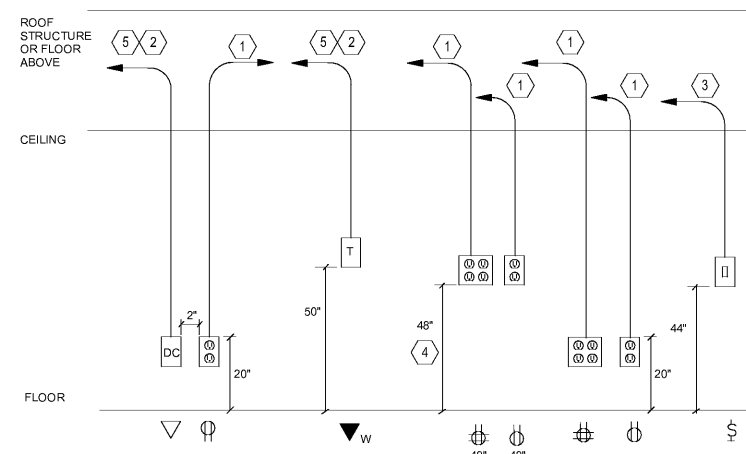 ROOF
STRUCTURE
OR FLOOR
ABOVE
5 2
1
5 2
1
1
1
1
3
CEILING
T
2"
DC
50"
48"
4
44"
20"
20"
FLOOR
W
S